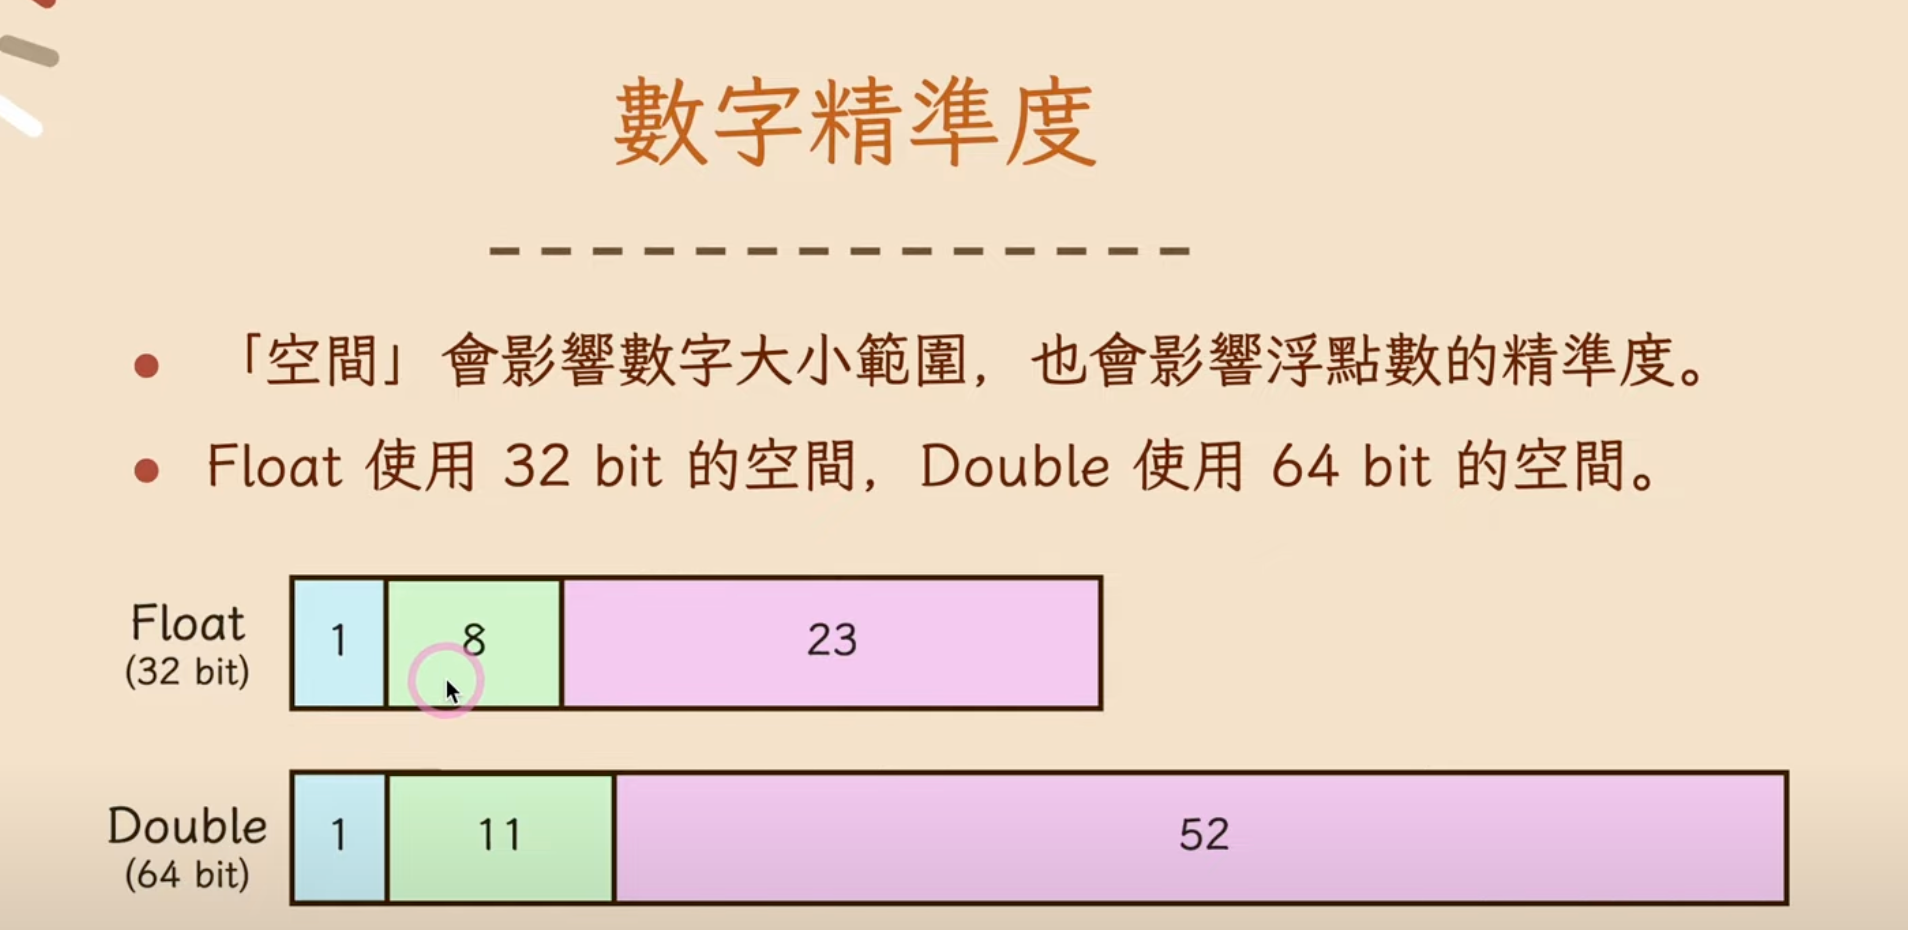 數字精準度
「空間」會影響數字大小範圍，也會影響浮點數的精準度。
Float 使用 32 bit 的空間，Double 使用 64 bit 的空間。
Float
(32 bit)
1
8
23
Double
(64 bit)
1
11
52